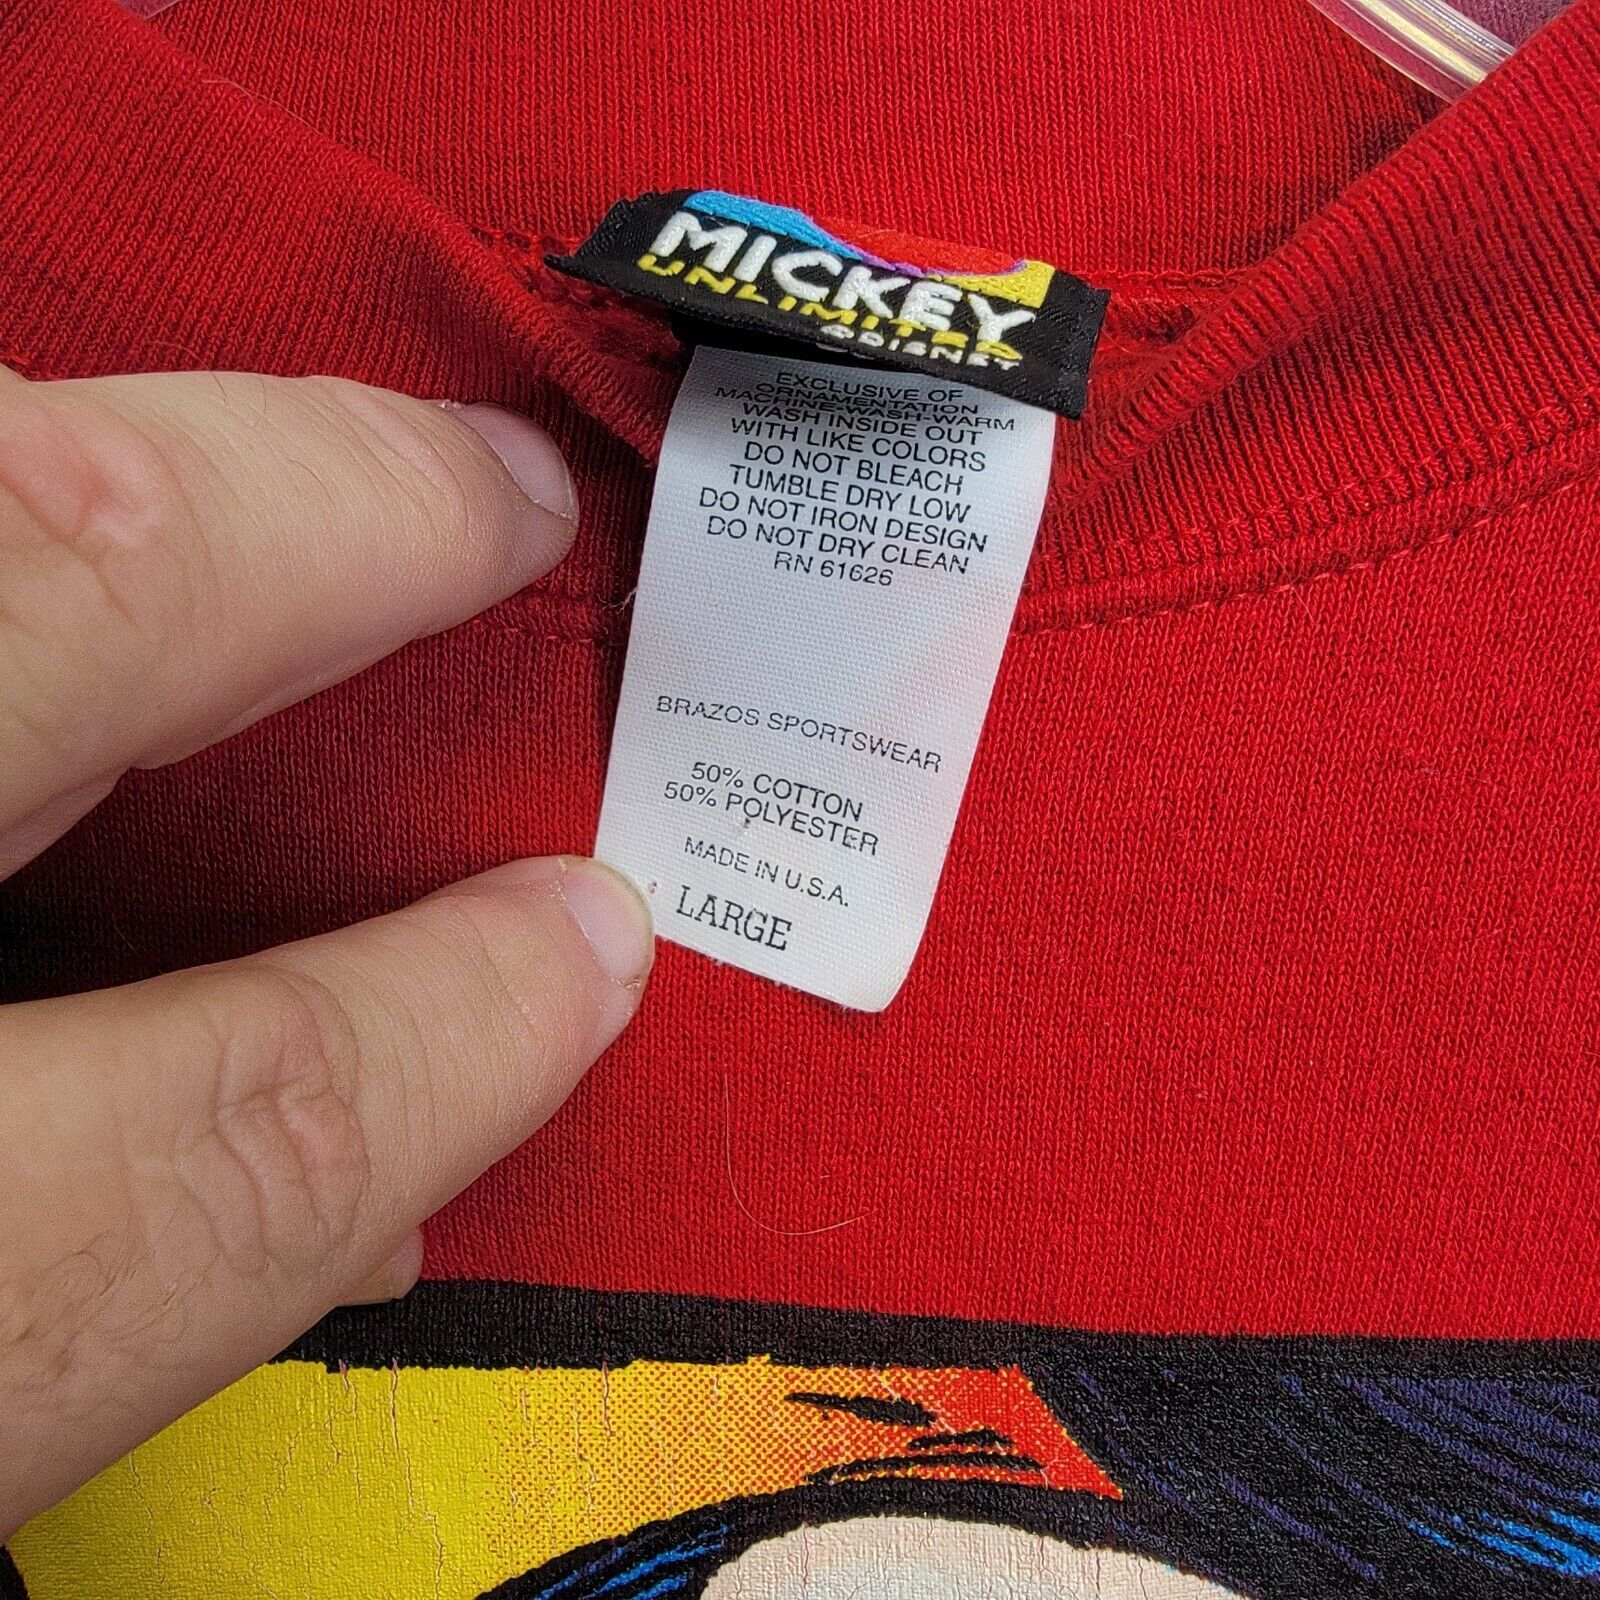 MICKEY
UNLIMITED
© DISNEY
EXCLUSIVE OF
ORNAMENTATION
MACHINE-WASH-WARM
WASH INSIDE OUT
WITH LIKE COLORS
DO NOT BLEACH
TUMBLE DRY LOW
DO NOT IRON DESIGN
DO NOT DRY CLEAN
RN 61626
BRAZOS SPORTSWEAR
50% COTTON
50% POLYESTER
MADE IN U.S.A.
LARGE